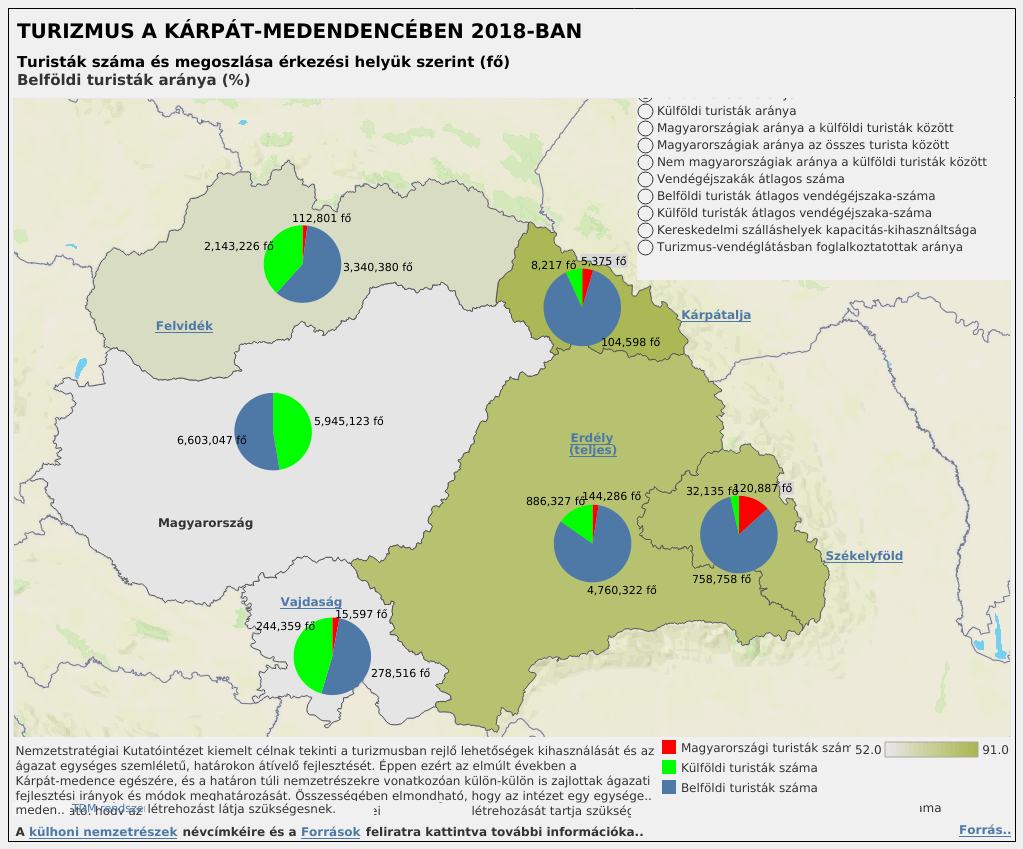 TURIZMUS A KÁRPÁT-MEDENDENCÉBEN 2018-BAN
Turisták száma és megoszlása érkezési helyük szerint (fő)
Belföldi turisták aránya (%)
Külföldi turisták aránya
Magyarországiak aránya a külföldi turisták között
Magyarországiak aránya az összes turista között
Nem magyarországiak aránya a külföldi turisták között
Vendégéjszakák átlagos száma
Belföldi turisták átlagos vendégéjszaka-száma
Külföld turisták átlagos vendégéjszaka-száma
Kereskedelmi szálláshelyek kapacitás-kihasználtsága
Turizmus-vendéglátásban foglalkoztatottak aránya
112,801 fő
2,143,226 fő
3,340,380 fő
Felvidék
8,217 fő
5,375 fő
104,598 fő
Kárpátalja
5,945,123 fő
6,603,047 fő
Magyarország
Erdély
(teljes)
886,327 fő
144,286 fő
4,760,322 fő
32,135 fő
120,887 fő
758,758 fő
Székelyföld
Vajdaság
15,597 fő
244,359 fő
278,516 fő
Nemzetstratégiai Kutatóintézet kiemelt célnak tekinti a turizmusban rejlő lehetőségek kihasználását és az
ágazat egységes szemléletű, határokon átívelő fejlesztését. Éppen ezért az elmúlt években a
Kárpát-medence egészére, és a határon túli nemzetrészekre vonatkozóan külön-külön is zajlottak ágazati
fejlesztési irányok és módok meghatározását. Összességében elmondható, hogy az intézet egy egysége..
meden.. létrehozást látja szükségesnek. létrehozását tartja szükség
Magyarországi turisták szám 52.0 91.0
Külföldi turisták száma
Belföldi turisták száma
ma
A külhoni nemzetrészek névcímkéire és a Források feliratra kattintva további információka..
Forrás..